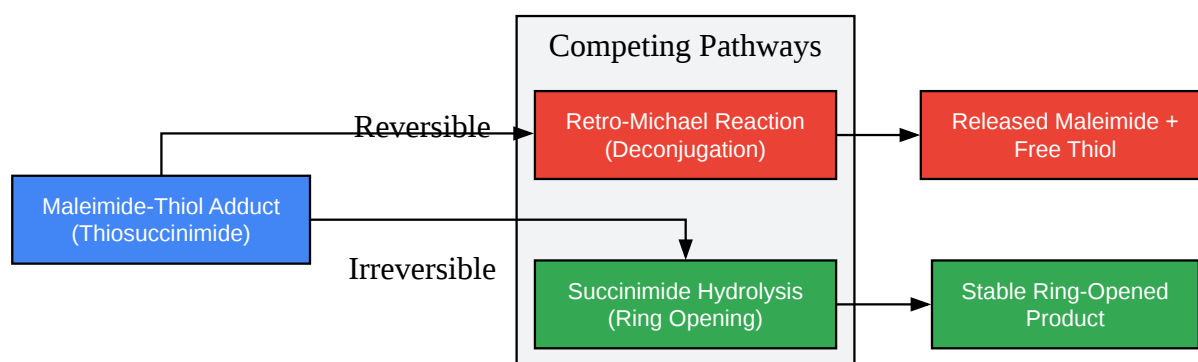 Competing Pathways
Reversible
Retro-Michael Reaction
(Deconjugation)
Released Maleimide +
Free Thiol
Maleimide-Thiol Adduct
(Thiosuccinimide)
Irreversible
Succinimide Hydrolysis
(Ring Opening)
Stable Ring-Opened
Product